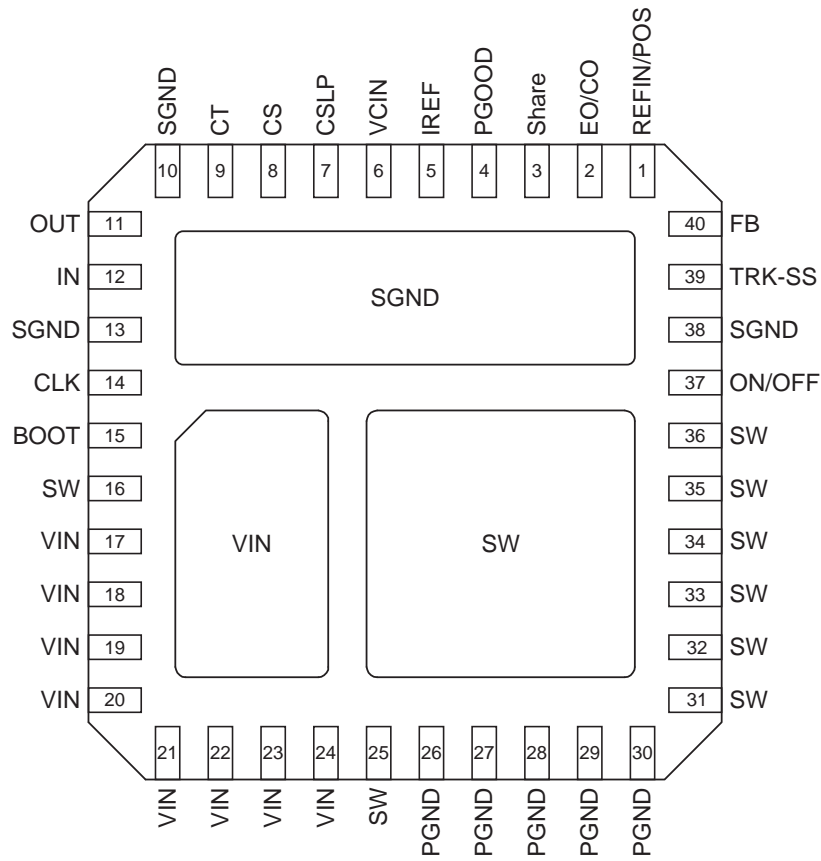 SGND
CT
CS
CSLP
VCIN
IREF
PGOOD
Share
EO/CO
REFIN/POS
10 9 8 7 6 5 4 3 2 1
OUT 11 40 FB
IN 12 39 TRK-SS
SGND
SGND 13 38 SGND
CLK 14 37 ON/OFF
BOOT 15 36 SW
SW 16 35 SW
VIN 17 34 SW
VIN
SW
VIN 18 33 SW
VIN 19 32 SW
VIN 20 31 SW
21 22 23 24 25 26 27 28 29 30
VIN
VIN
VIN
VIN
SW
PGND
PGND
PGND
PGND
PGND